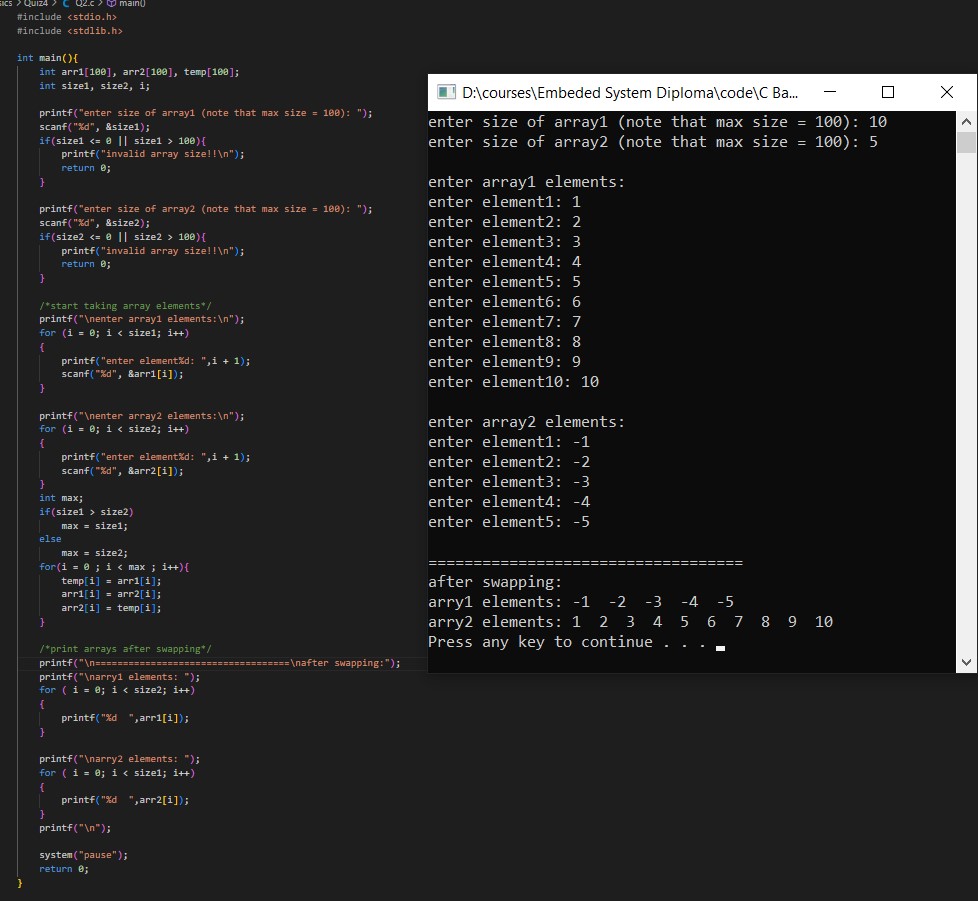 sics > Quiz4 > C Q2.c > main()
#include <stdio.h>
#include <stdlib.h>
int main(){
int arr1[100], arr2[100], temp[100];
int size1, size2, i;
printf("enter size of array1 (note that max size = 100): ");
scanf("%d", &size1);
if(size1 <= 0 || size1 > 100){
printf("invalid array size!!\n");
return 0;
}
printf("enter size of array2 (note that max size = 100): ");
scanf("%d", &size2);
if(size2 <= 0 || size2 > 100){
printf("invalid array size!!\n");
return 0;
}
/*start taking array elements*/
printf("\nenter array1 elements:\n");
for (i = 0; i < size1; i++)
{
printf("enter element%d: ",i + 1);
scanf("%d", &arr1[i]);
}
printf("\nenter array2 elements:\n");
for (i = 0; i < size2; i++)
{
printf("enter element%d: ",i + 1);
scanf("%d", &arr2[i]);
}
int max;
if(size1 > size2)
max = size1;
else
max = size2;
for(i = 0 ; i < max ; i++){
temp[i] = arr1[i];
arr1[i] = arr2[i];
arr2[i] = temp[i];
}
/*print arrays after swapping*/
printf("\n===================================\nafter swapping:");
printf("\narry1 elements: ");
for ( i = 0; i < size2; i++)
{
printf("%d  ",arr1[i]);
}
printf("\narry2 elements: ");
for ( i = 0; i < size1; i++)
{
printf("%d  ",arr2[i]);
}
printf("\n");
system("pause");
return 0;
}
D:\courses\Embeded System Diploma\code\C Ba...
enter size of array1 (note that max size = 100): 10
enter size of array2 (note that max size = 100): 5
enter array1 elements:
enter element1: 1
enter element2: 2
enter element3: 3
enter element4: 4
enter element5: 5
enter element6: 6
enter element7: 7
enter element8: 8
enter element9: 9
enter element10: 10
enter array2 elements:
enter element1: -1
enter element2: -2
enter element3: -3
enter element4: -4
enter element5: -5
===================================
after swapping:
arry1 elements: -1  -2  -3  -4  -5
arry2 elements: 1  2  3  4  5  6  7  8  9  10
Press any key to continue . . .